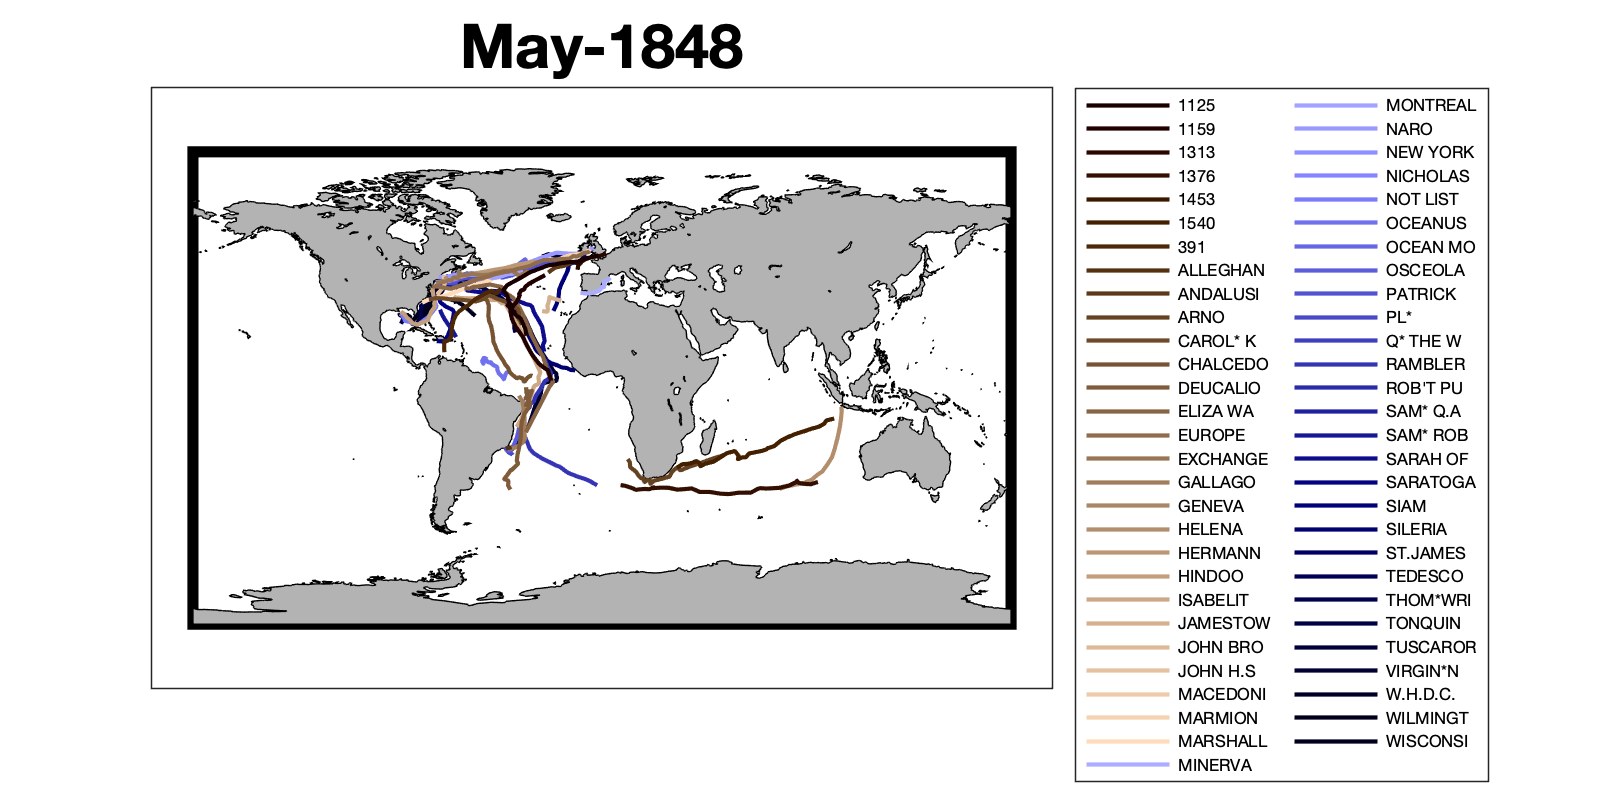 May-1848
1125
1159
1313
1376
1453
1540
391
ALLEGHAN
ANDALUSI
ARNO
CAROL* K
CHALCEDO
DEUCALIO
ELIZA WA
EUROPE
EXCHANGE
GALLAGO
GENEVA
HELENA
HERMANN
HINDOO
ISABELIT
JAMESTOW
JOHN BRO
JOHN H.S
MACEDONI
MARMION
MARSHALL
MINERVA
MONTREAL
NARO
NEW YORK
NICHOLAS
NOT LIST
OCEANUS
OCEAN MO
OSCEOLA
PATRICK
PL*
Q* THE W
RAMBLER
ROB'T PU
SAM* Q.A
SAM* ROB
SARAH OF
SARATOGA
SIAM
SILERIA
ST.JAMES
TEDESCO
THOM*WRI
TONQUIN
TUSCAROR
VIRGIN*N
W.H.D.C.
WILMINGT
WISCONSI